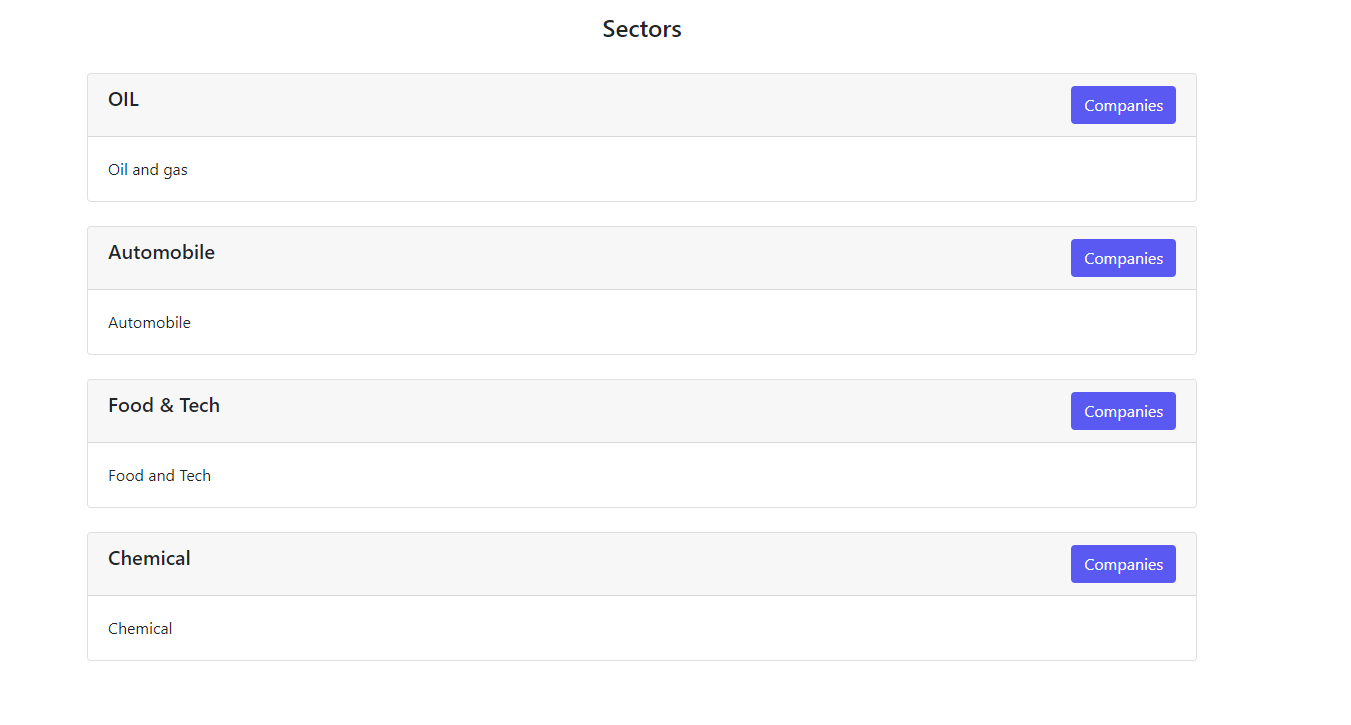 Sectors
OIL
Companies
Oil and gas
Automobile
Companies
Automobile
Food & Tech
Companies
Food and Tech
Chemical
Companies
Chemical